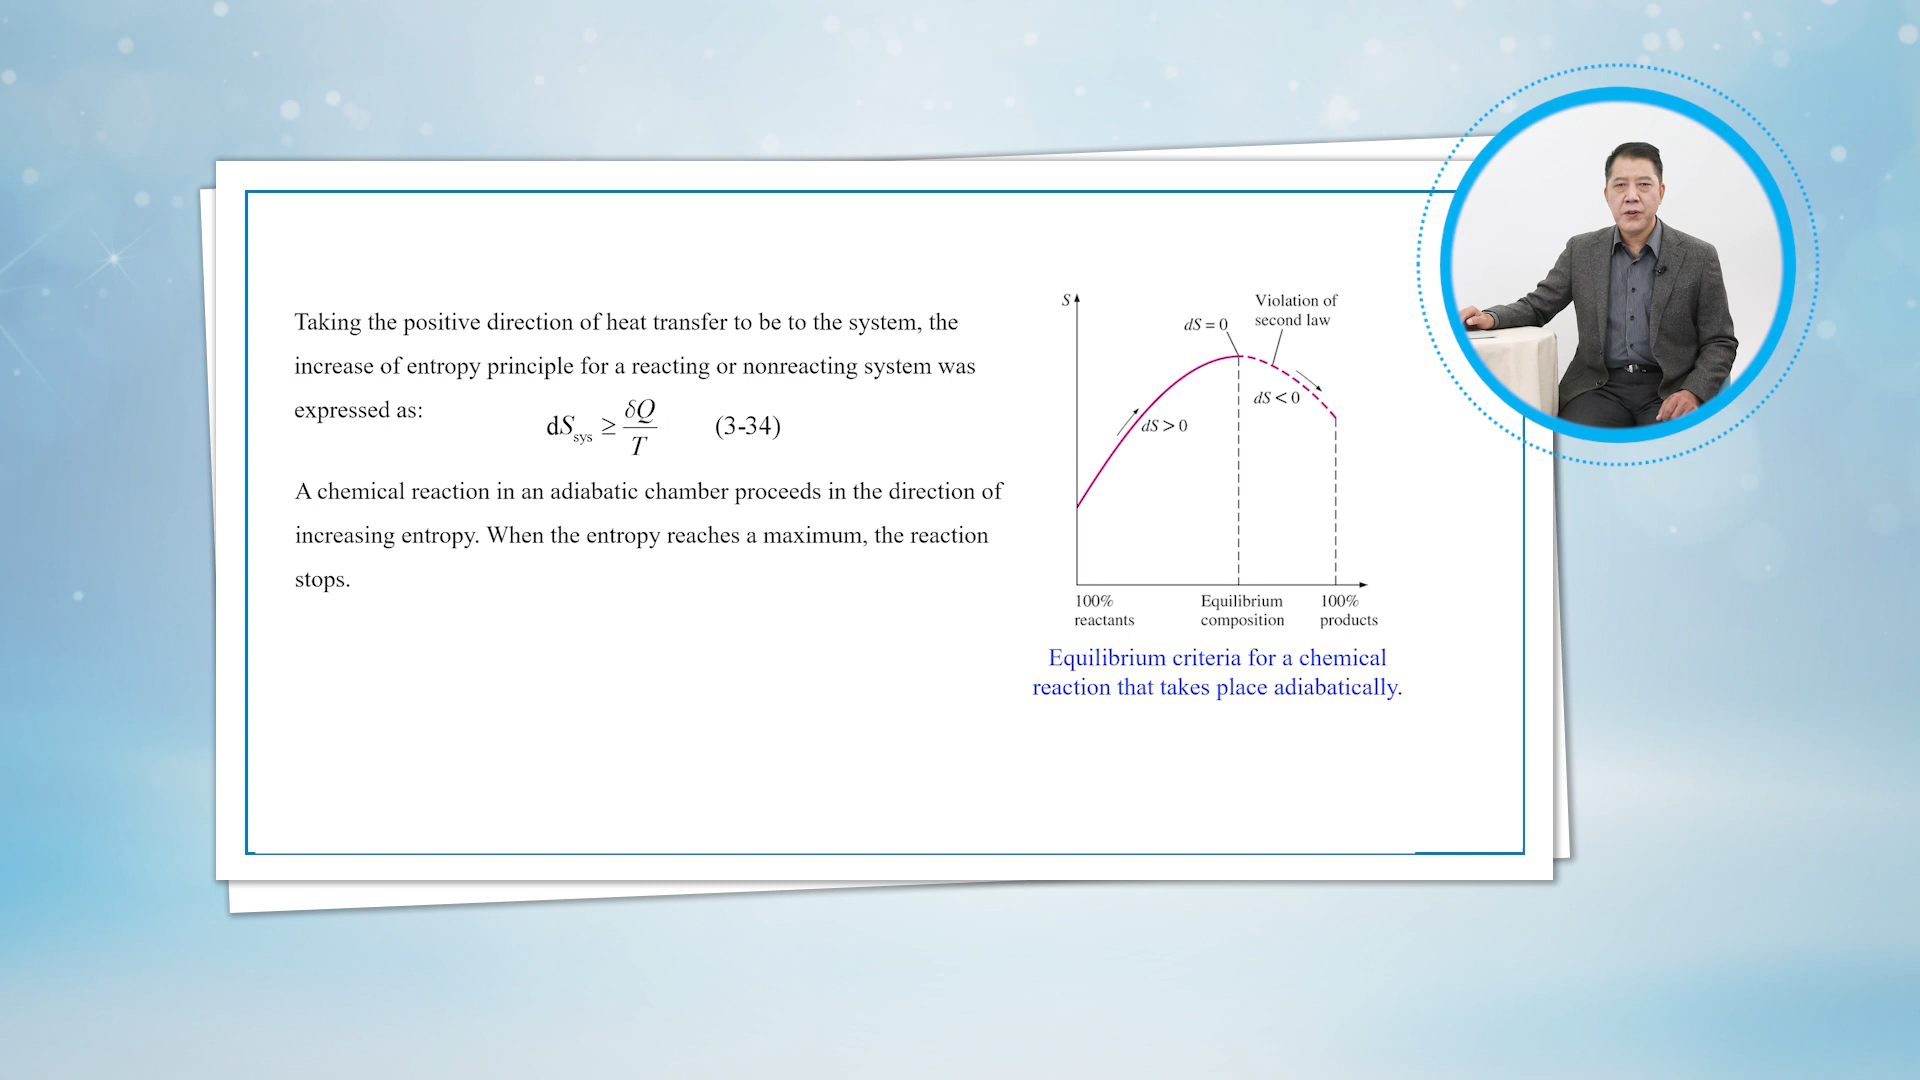 Taking the positive direction of heat transfer to be to the system, the
increase of entropy principle for a reacting or nonreacting system was
expressed as:
dS_sys ≥ δQ/T (3-34)
A chemical reaction in an adiabatic chamber proceeds in the direction of
increasing entropy. When the entropy reaches a maximum, the reaction
stops.
S
Violation of
second law
dS = 0
dS < 0
dS > 0
100%
reactants
Equilibrium
composition
100%
products
Equilibrium criteria for a chemical
reaction that takes place adiabatically.